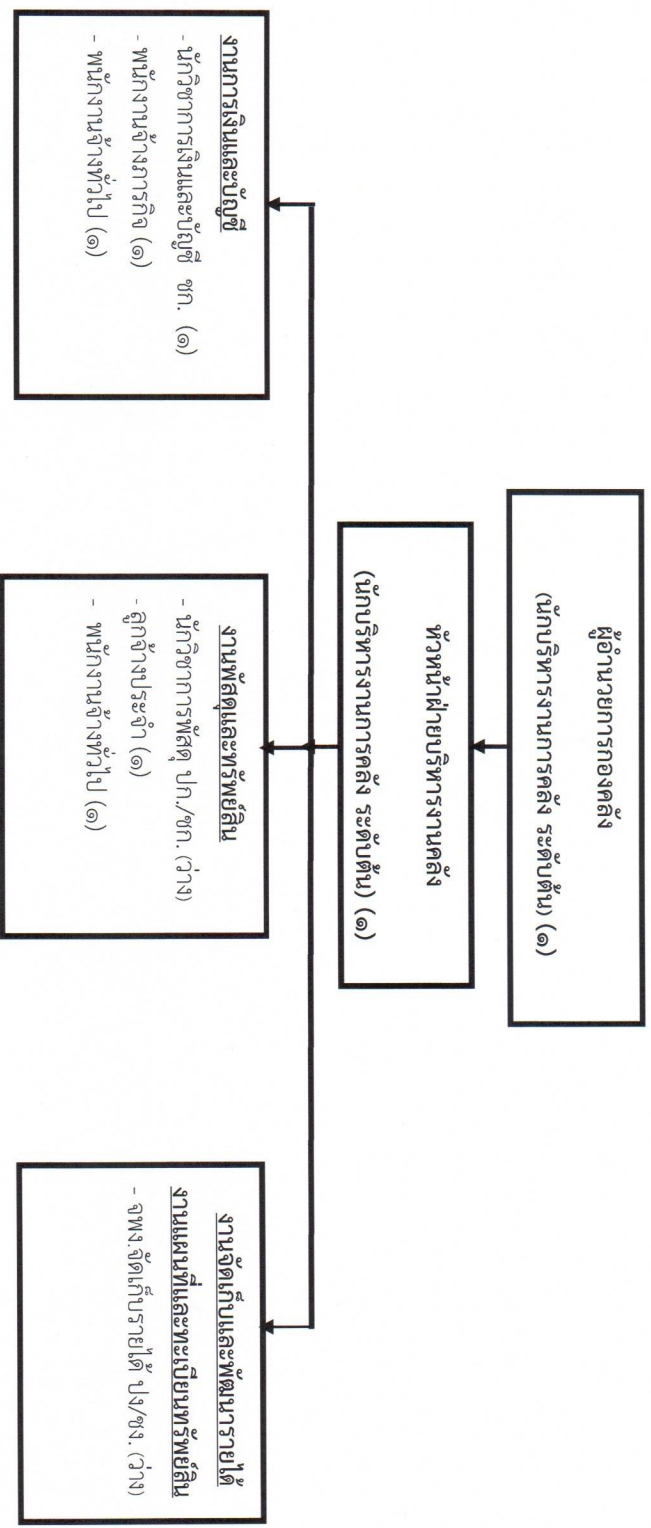 ผู้อำนวยการกองคลัง
(นักบริหารงานการคลัง ระดับต้น) (๑)
หัวหน้าฝ่ายบริหารงานคลัง
(นักบริหารงานการคลัง ระดับต้น) (๑)
งานการเงินและบัญชี
- นักวิชาการเงินและบัญชี ชก. (๑)
- พนักงานจ้างภารกิจ (๑)
- พนักงานจ้างทั่วไป (๑)
งานพัสดุและทรัพย์สิน
- นักวิชาการพัสดุ ปก./ชก. (ว่าง)
- ลูกจ้างประจำ (๑)
- พนักงานจ้างทั่วไป (๑)
งานจัดเก็บและพัฒนารายได้
งานแผนที่และทะเบียนทรัพย์สิน
- จพง.จัดเก็บรายได้ ปง/ชง. (ว่าง)